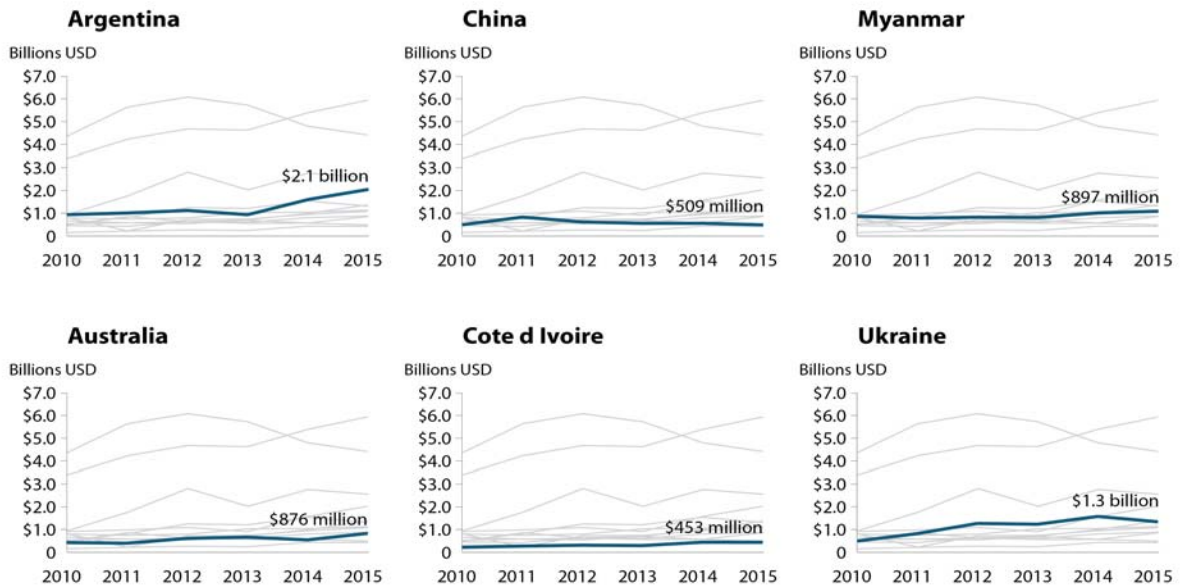 Argentina
Billions USD
$7.0
$6.0
$5.0
$4.0
$3.0
$2.0
$1.0
0
$2.1 billion
2010 2011 2012 2013 2014 2015
China
Billions USD
$7.0
$6.0
$5.0
$4.0
$3.0
$2.0
$1.0
0
$509 million
2010 2011 2012 2013 2014 2015
Myanmar
Billions USD
$7.0
$6.0
$5.0
$4.0
$3.0
$2.0
$1.0
0
$897 million
2010 2011 2012 2013 2014 2015
Australia
Billions USD
$7.0
$6.0
$5.0
$4.0
$3.0
$2.0
$1.0
0
$876 million
2010 2011 2012 2013 2014 2015
Cote d Ivoire
Billions USD
$7.0
$6.0
$5.0
$4.0
$3.0
$2.0
$1.0
0
$453 million
2010 2011 2012 2013 2014 2015
Ukraine
Billions USD
$7.0
$6.0
$5.0
$4.0
$3.0
$2.0
$1.0
0
$1.3 billion
2010 2011 2012 2013 2014 2015